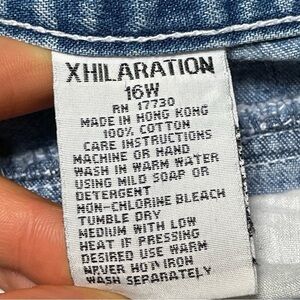 XHILARATION
16W
RN 17730
MADE IN HONG KONG
100% COTTON
CARE INSTRUCTIONS
MACHINE OR HAND
WASH IN WARM WATER
USING MILD SOAP OR
DETERGENT
NON-CHLORINE BLEACH
TUMBLE DRY
MEDIUM WITH LOW
HEAT IF PRESSING
DESIRED USE WARM
NEVER HOT IRON
WASH SEPARATELY